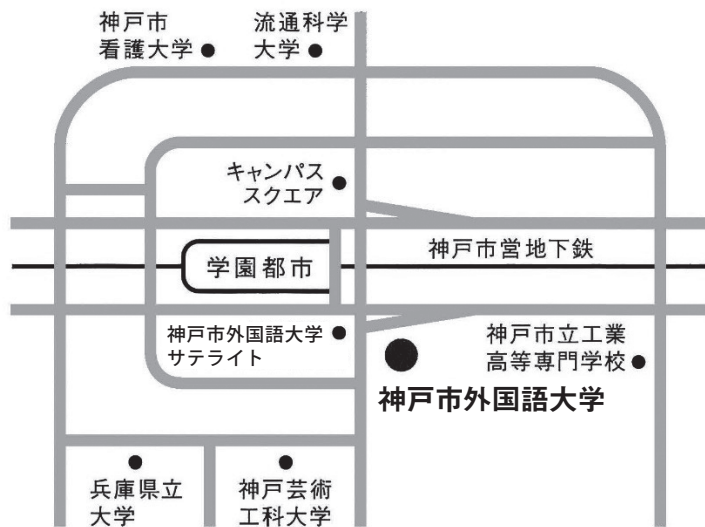 神戸市
看護大学
流通科学
大学
キャンパス
スクエア
神戸市営地下鉄
学園都市
神戸市外国語大学
サテライト
神戸市立工業
高等専門学校
神戸市外国語大学
兵庫県立
大学
神戸芸術
工科大学